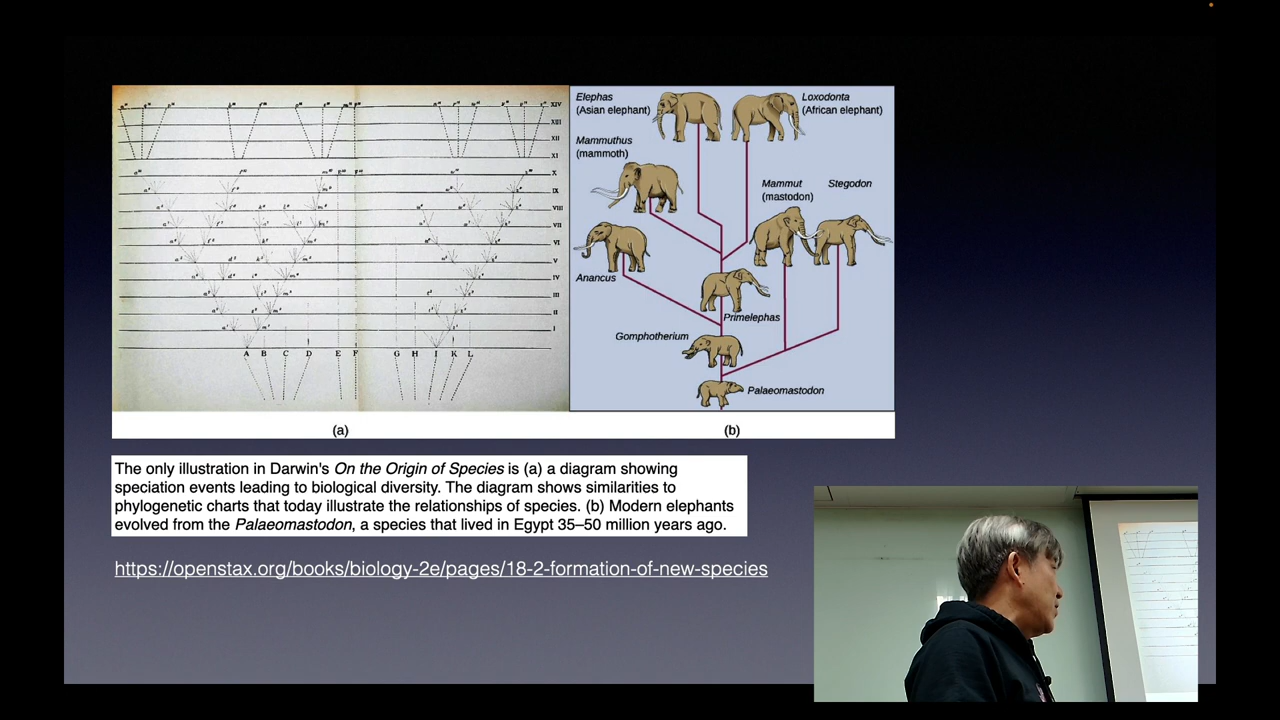 XIV
XIII
XII
XI
X
IX
VIII
VII
VI
V
IV
III
II
I
A B C D E F G H I K L
(a)
Elephas
(Asian elephant)
Loxodonta
(African elephant)
Mammuthus
(mammoth)
Mammut
(mastodon)
Stegodon
Anancus
Primelephas
Gomphotherium
Palaeomastodon
(b)
The only illustration in Darwin's On the Origin of Species is (a) a diagram showing
speciation events leading to biological diversity. The diagram shows similarities to
phylogenetic charts that today illustrate the relationships of species. (b) Modern elephants
evolved from the Palaeomastodon, a species that lived in Egypt 35–50 million years ago.
https://openstax.org/books/biology-2e/pages/18-2-formation-of-new-species